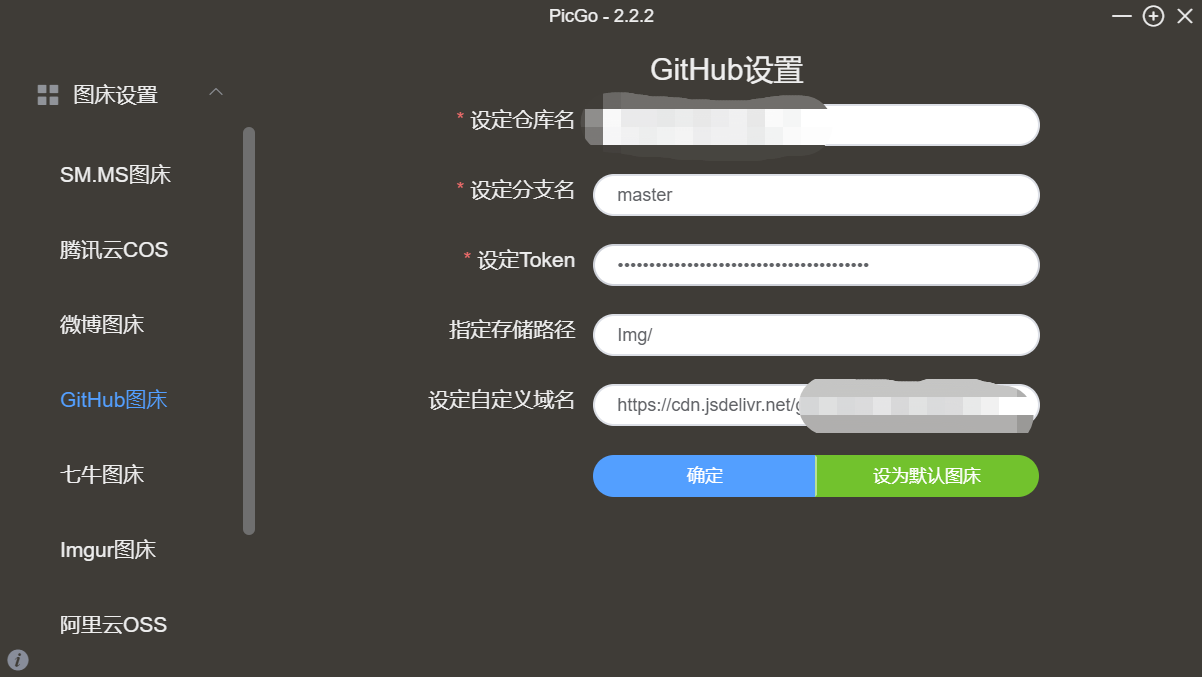 PicGo - 2.2.2
图床设置
SM.MS图床
腾讯云COS
微博图床
GitHub图床
七牛图床
Imgur图床
阿里云OSS
GitHub设置
* 设定仓库名
* 设定分支名
master
* 设定Token
••••••••••••••••••••••••••••••••••••••••
指定存储路径
Img/
设定自定义域名
https://cdn.jsdelivr.net/
确定
设为默认图床